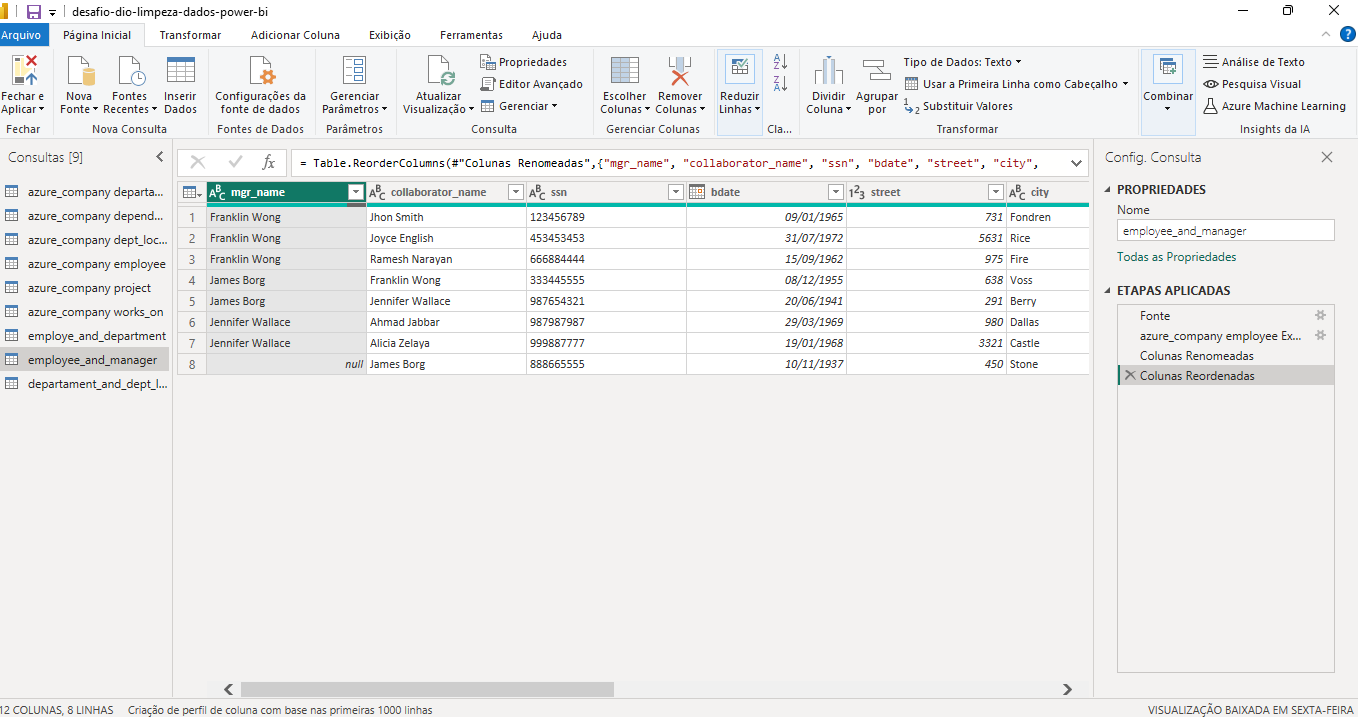 desafio-dio-limpeza-dados-power-bi
Arquivo Página Inicial Transformar Adicionar Coluna Exibição Ferramentas Ajuda
Fechar e Aplicar
Fechar
Nova Fonte
Fontes Recentes
Inserir Dados
Nova Consulta
Configurações da fonte de dados
Fontes de Dados
Gerenciar Parâmetros
Parâmetros
Atualizar Visualização
Propriedades
Editor Avançado
Gerenciar
Consulta
Escolher Colunas
Remover Colunas
Gerenciar Colunas
Reduzir Linhas
Cla...
Dividir Coluna
Agrupar por
Tipo de Dados: Texto
Usar a Primeira Linha como Cabeçalho
Substituir Valores
Transformar
Combinar
Análise de Texto
Pesquisa Visual
Azure Machine Learning
Insights da IA
Consultas [9]
azure_company departa...
azure_company depend...
azure_company dept_loc...
azure_company employee
azure_company project
azure_company works_on
employe_and_department
employee_and_manager
departament_and_dept_l...
fx
= Table.ReorderColumns(#"Colunas Renomeadas",{"mgr_name", "collaborator_name", "ssn", "bdate", "street", "city",
ABC mgr_name ABC collaborator_name ABC ssn bdate 123 street ABC city
1 Franklin Wong Jhon Smith 123456789 09/01/1965 731 Fondren
2 Franklin Wong Joyce English 453453453 31/07/1972 5631 Rice
3 Franklin Wong Ramesh Narayan 666884444 15/09/1962 975 Fire
4 James Borg Franklin Wong 333445555 08/12/1955 638 Voss
5 James Borg Jennifer Wallace 987654321 20/06/1941 291 Berry
6 Jennifer Wallace Ahmad Jabbar 987987987 29/03/1969 980 Dallas
7 Jennifer Wallace Alicia Zelaya 999887777 19/01/1968 3321 Castle
8 null James Borg 888665555 10/11/1937 450 Stone
Config. Consulta
PROPRIEDADES
Nome
employee_and_manager
Todas as Propriedades
ETAPAS APLICADAS
Fonte
azure_company employee Ex...
Colunas Renomeadas
Colunas Reordenadas
12 COLUNAS, 8 LINHAS Criação de perfil de coluna com base nas primeiras 1000 linhas
VISUALIZAÇÃO BAIXADA EM SEXTA-FEIRA